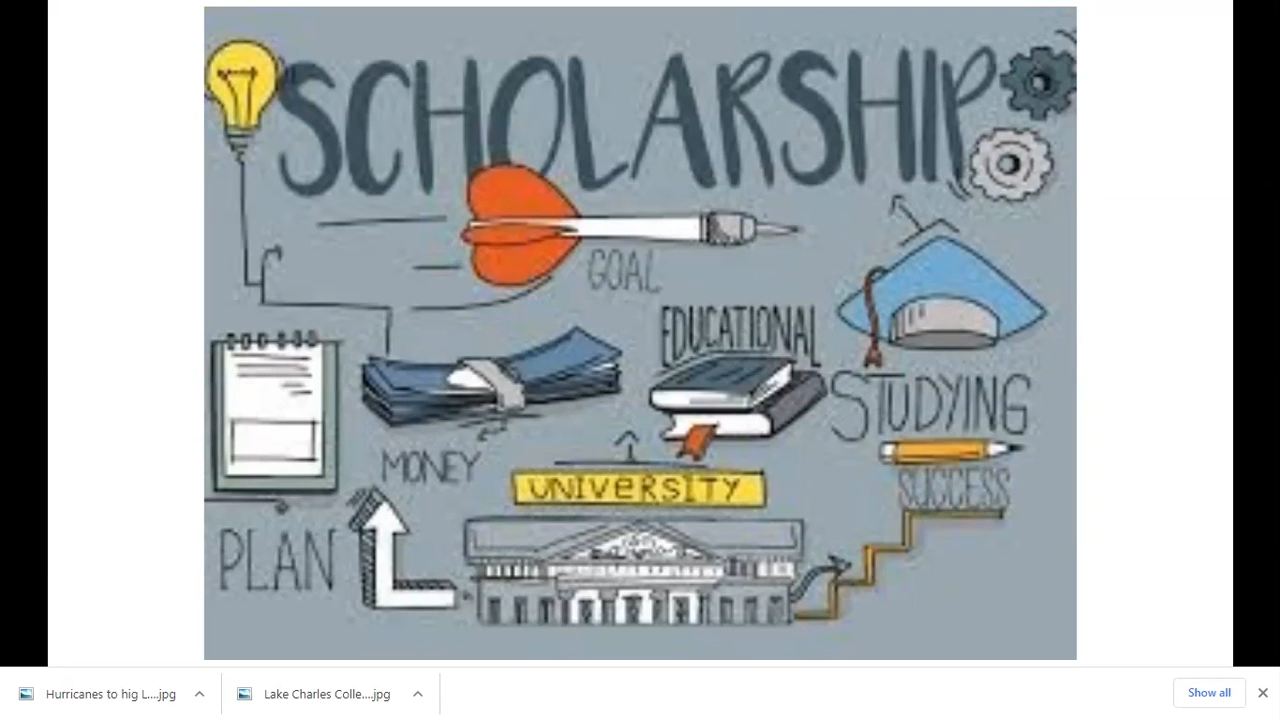 SCHOLARSHIP
GOAL
EDUCATIONAL
STUDYING
MONEY
UNIVERSITY
SUCCESS
PLAN
Hurricanes to hig L....jpg
Lake Charles Colle....jpg
Show all